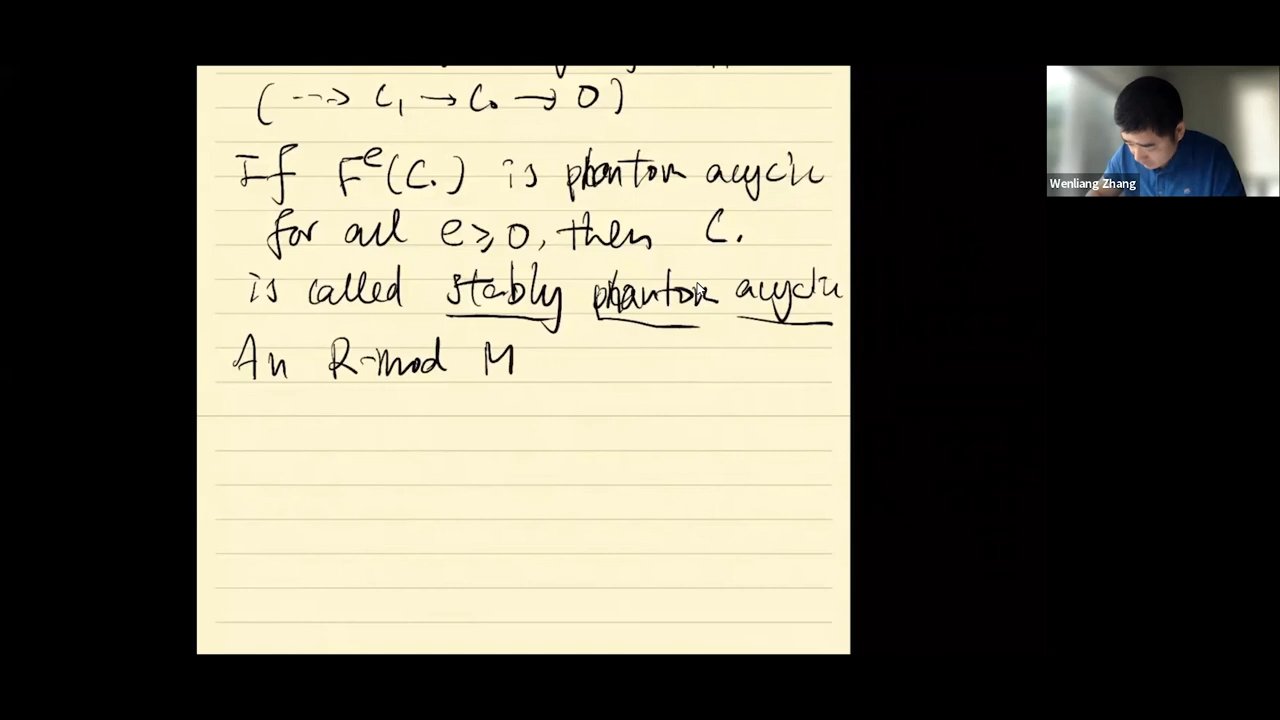 (⇢ C₁ → C₀ → 0)
If Fᵉ(C.) is phantom acyclic
for all e ≥ 0, then C.
is called stably phantom acyclic
An R-mod M
Wenliang Zhang